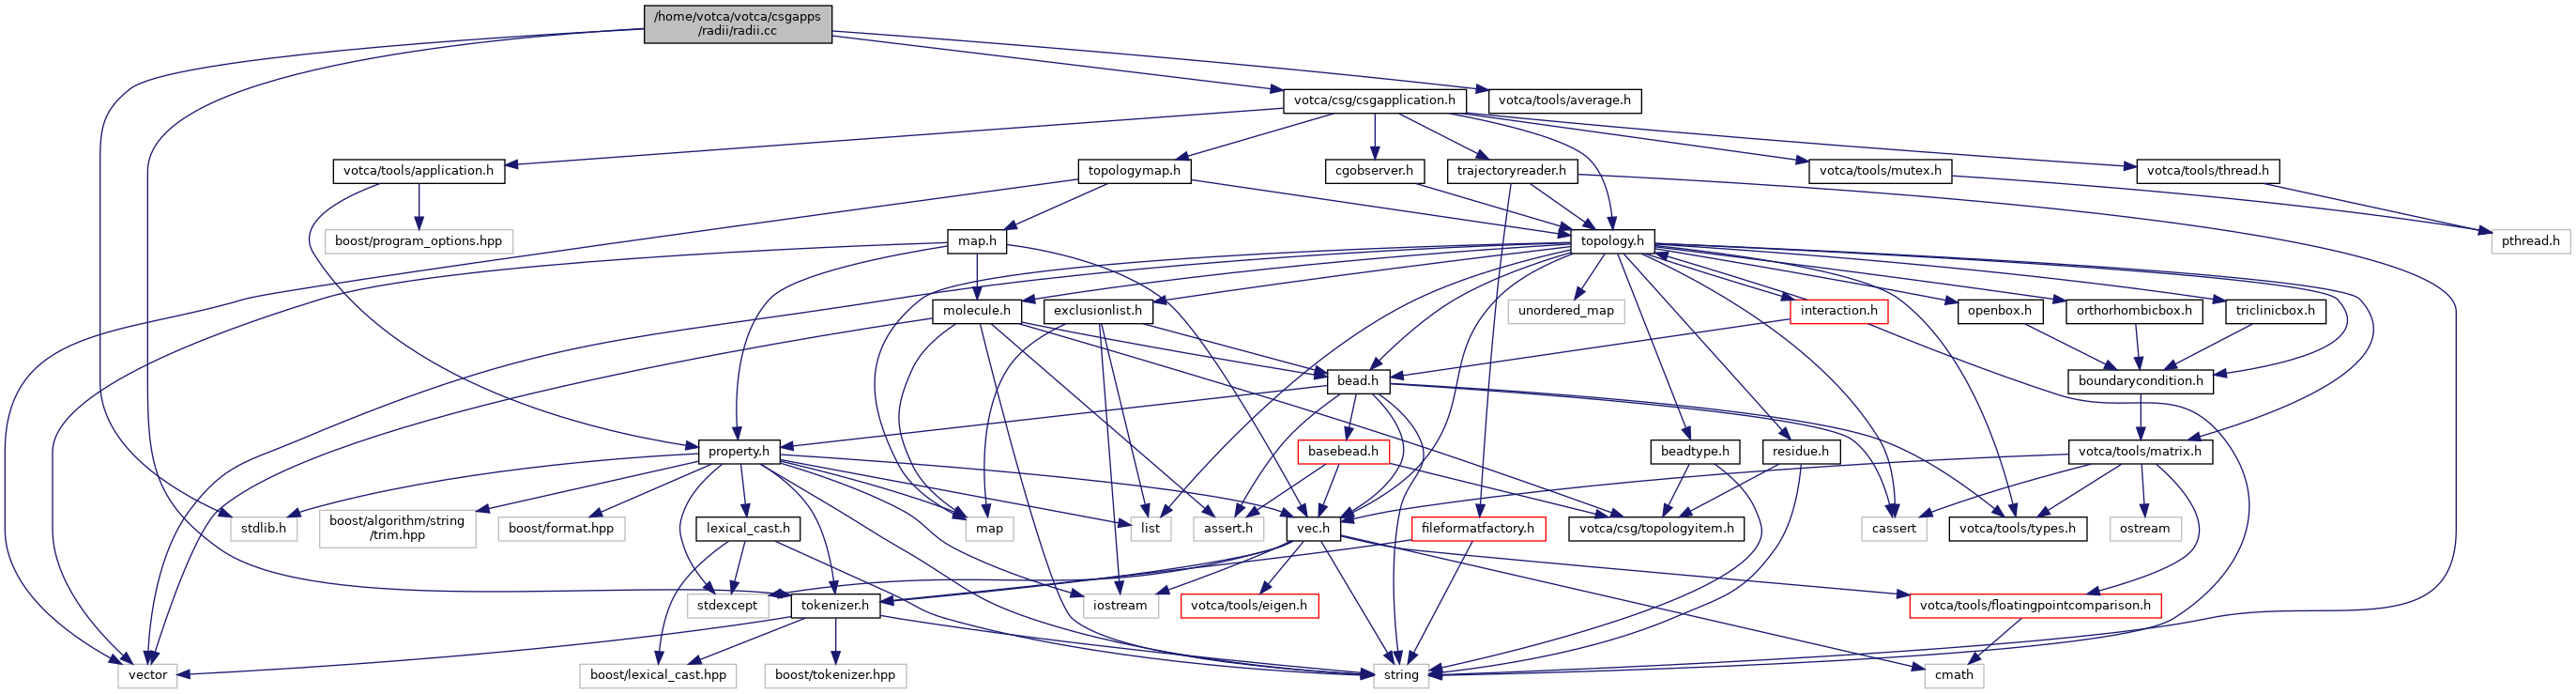 /home/votca/votca/csgapps
/radii/radii.cc
votca/csg/csgapplication.h
votca/tools/average.h
votca/tools/application.h
topologymap.h
cgobserver.h
trajectoryreader.h
votca/tools/mutex.h
votca/tools/thread.h
boost/program_options.hpp
map.h
topology.h
pthread.h
molecule.h
exclusionlist.h
unordered_map
interaction.h
openbox.h
orthorhombicbox.h
triclinicbox.h
bead.h
boundarycondition.h
property.h
basebead.h
beadtype.h
residue.h
votca/tools/matrix.h
stdlib.h
boost/algorithm/string
/trim.hpp
boost/format.hpp
lexical_cast.h
map
list
assert.h
vec.h
fileformatfactory.h
votca/csg/topologyitem.h
cassert
votca/tools/types.h
ostream
stdexcept
tokenizer.h
iostream
votca/tools/eigen.h
votca/tools/floatingpointcomparison.h
vector
boost/lexical_cast.hpp
boost/tokenizer.hpp
string
cmath